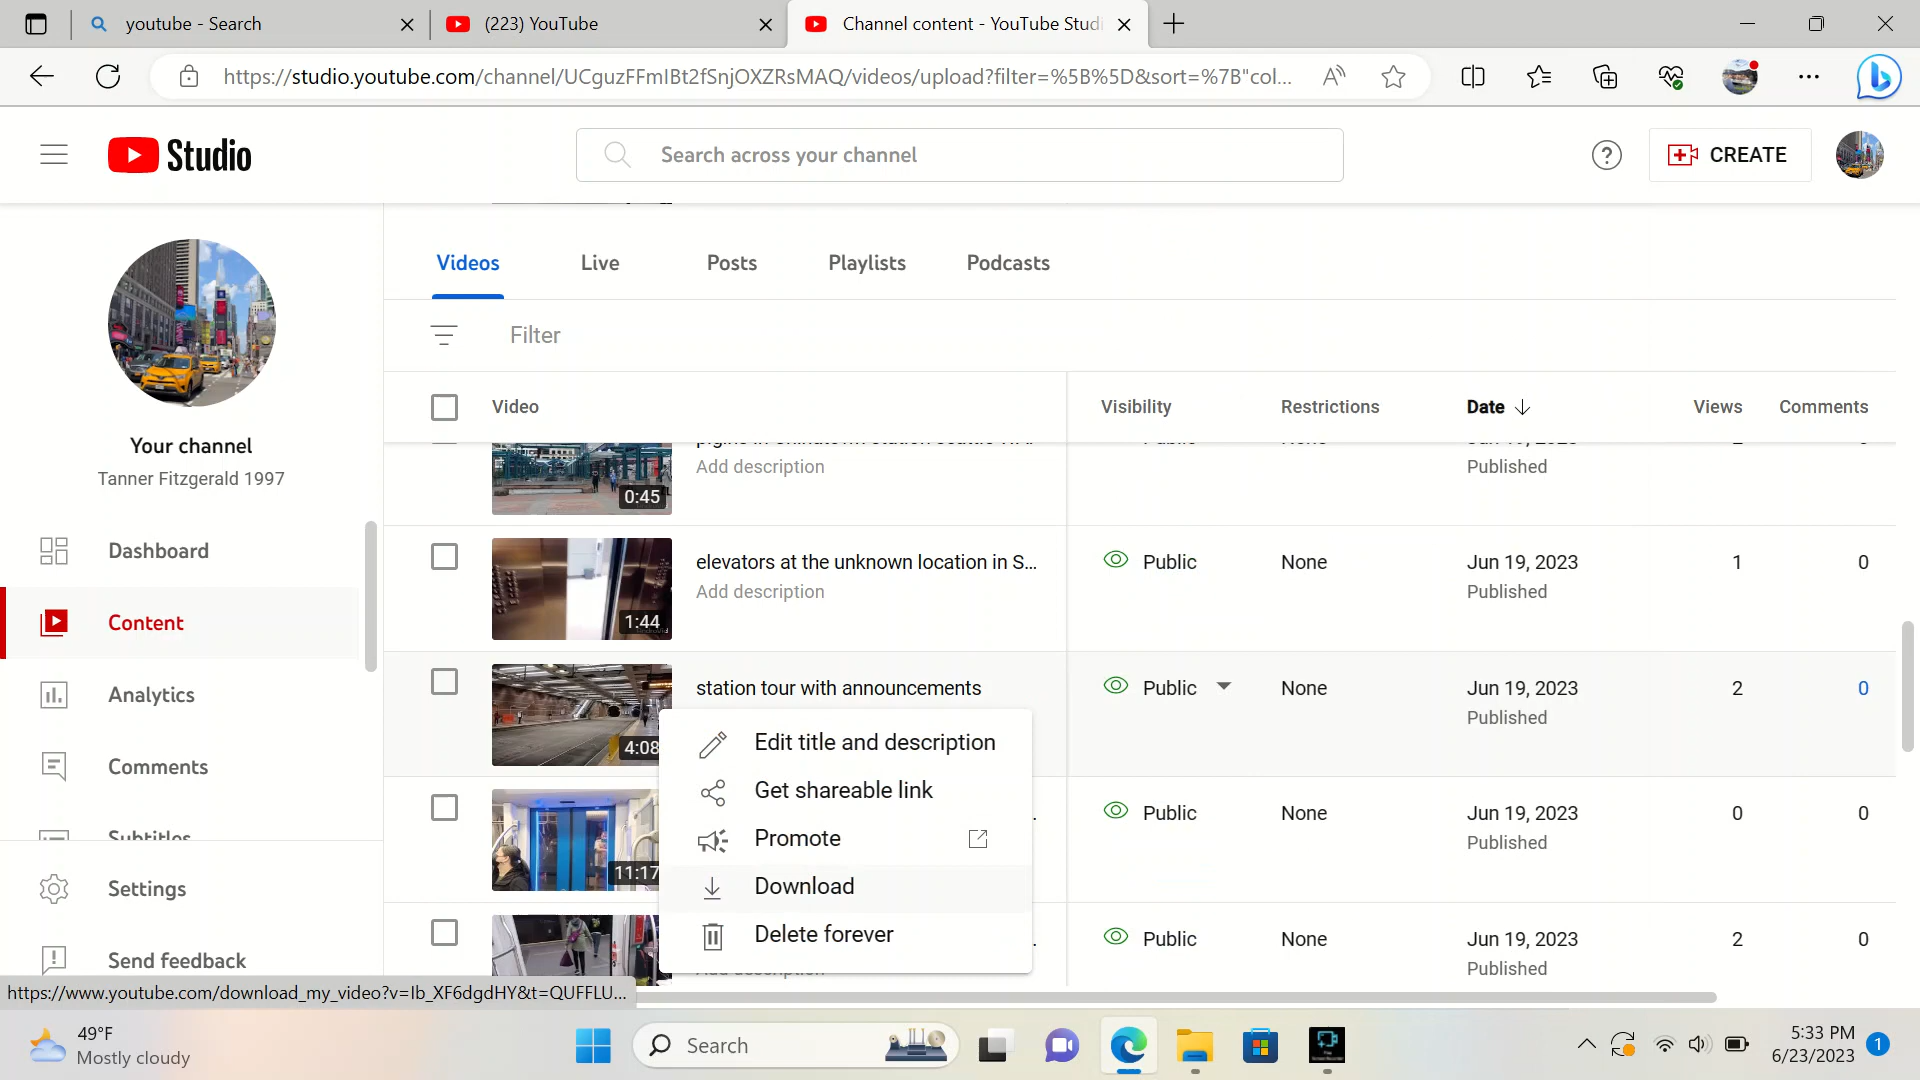 youtube - Search
(223) YouTube
Channel content - YouTube Studi
https://studio.youtube.com/channel/UCguzFFmIBt2fSnjOXZRsMAQ/videos/upload?filter=%5B%5D&sort=%7B"col...
Studio
Search across your channel
CREATE
Your channel
Tanner Fitzgerald 1997
Dashboard
Content
Analytics
Comments
Subtitles
Settings
Send feedback
Videos Live Posts Playlists Podcasts
Filter
Video Visibility Restrictions Date Views Comments
Add description Published
0:45
elevators at the unknown location in S... Public None Jun 19, 2023 1 0
Add description Published
1:44
station tour with announcements Public None Jun 19, 2023 2 0
Published
4:08
Edit title and description
Get shareable link
Promote
Download
Delete forever
Public None Jun 19, 2023 0 0
Published
11:17
Public None Jun 19, 2023 2 0
Add description Published
https://www.youtube.com/download_my_video?v=Ib_XF6dgdHY&t=QUFFLU...
49°F
Mostly cloudy
Search
5:33 PM
6/23/2023
1